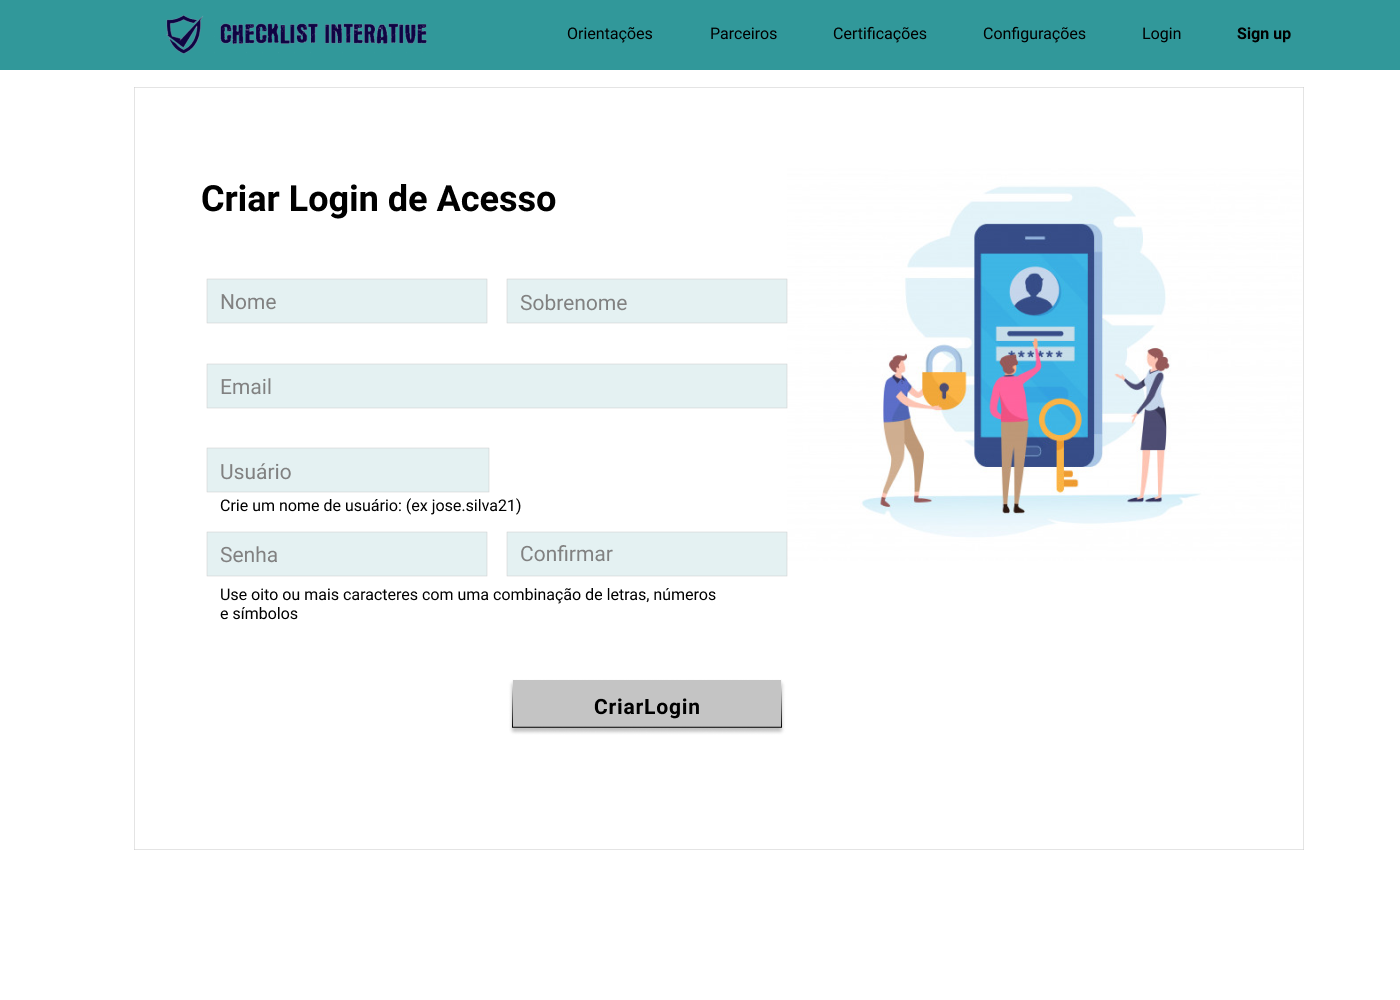 CHECKLIST INTERATIVE
Orientações
Parceiros
Certificações
Configurações
Login
Sign up
Criar Login de Acesso
Nome
Sobrenome
Email
Usuário
Crie um nome de usuário: (ex jose.silva21)
Senha
Confirmar
Use oito ou mais caracteres com uma combinação de letras, números
e símbolos
CriarLogin
******